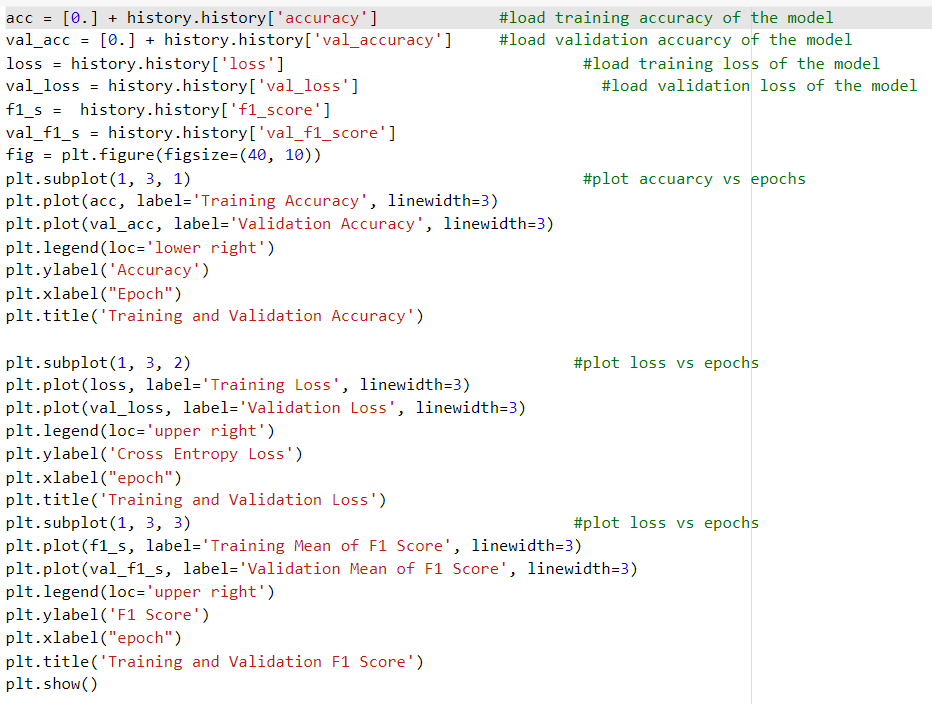 acc = [0.] + history.history['accuracy'] #load training accuracy of the model
val_acc = [0.] + history.history['val_accuracy'] #load validation accuarcy of the model
loss = history.history['loss'] #load training loss of the model
val_loss = history.history['val_loss'] #load validation loss of the model
f1_s =  history.history['f1_score']
val_f1_s = history.history['val_f1_score']
fig = plt.figure(figsize=(40, 10))
plt.subplot(1, 3, 1) #plot accuarcy vs epochs
plt.plot(acc, label='Training Accuracy', linewidth=3)
plt.plot(val_acc, label='Validation Accuracy', linewidth=3)
plt.legend(loc='lower right')
plt.ylabel('Accuracy')
plt.xlabel("Epoch")
plt.title('Training and Validation Accuracy')
plt.subplot(1, 3, 2) #plot loss vs epochs
plt.plot(loss, label='Training Loss', linewidth=3)
plt.plot(val_loss, label='Validation Loss', linewidth=3)
plt.legend(loc='upper right')
plt.ylabel('Cross Entropy Loss')
plt.xlabel("epoch")
plt.title('Training and Validation Loss')
plt.subplot(1, 3, 3) #plot loss vs epochs
plt.plot(f1_s, label='Training Mean of F1 Score', linewidth=3)
plt.plot(val_f1_s, label='Validation Mean of F1 Score', linewidth=3)
plt.legend(loc='upper right')
plt.ylabel('F1 Score')
plt.xlabel("epoch")
plt.title('Training and Validation F1 Score')
plt.show()